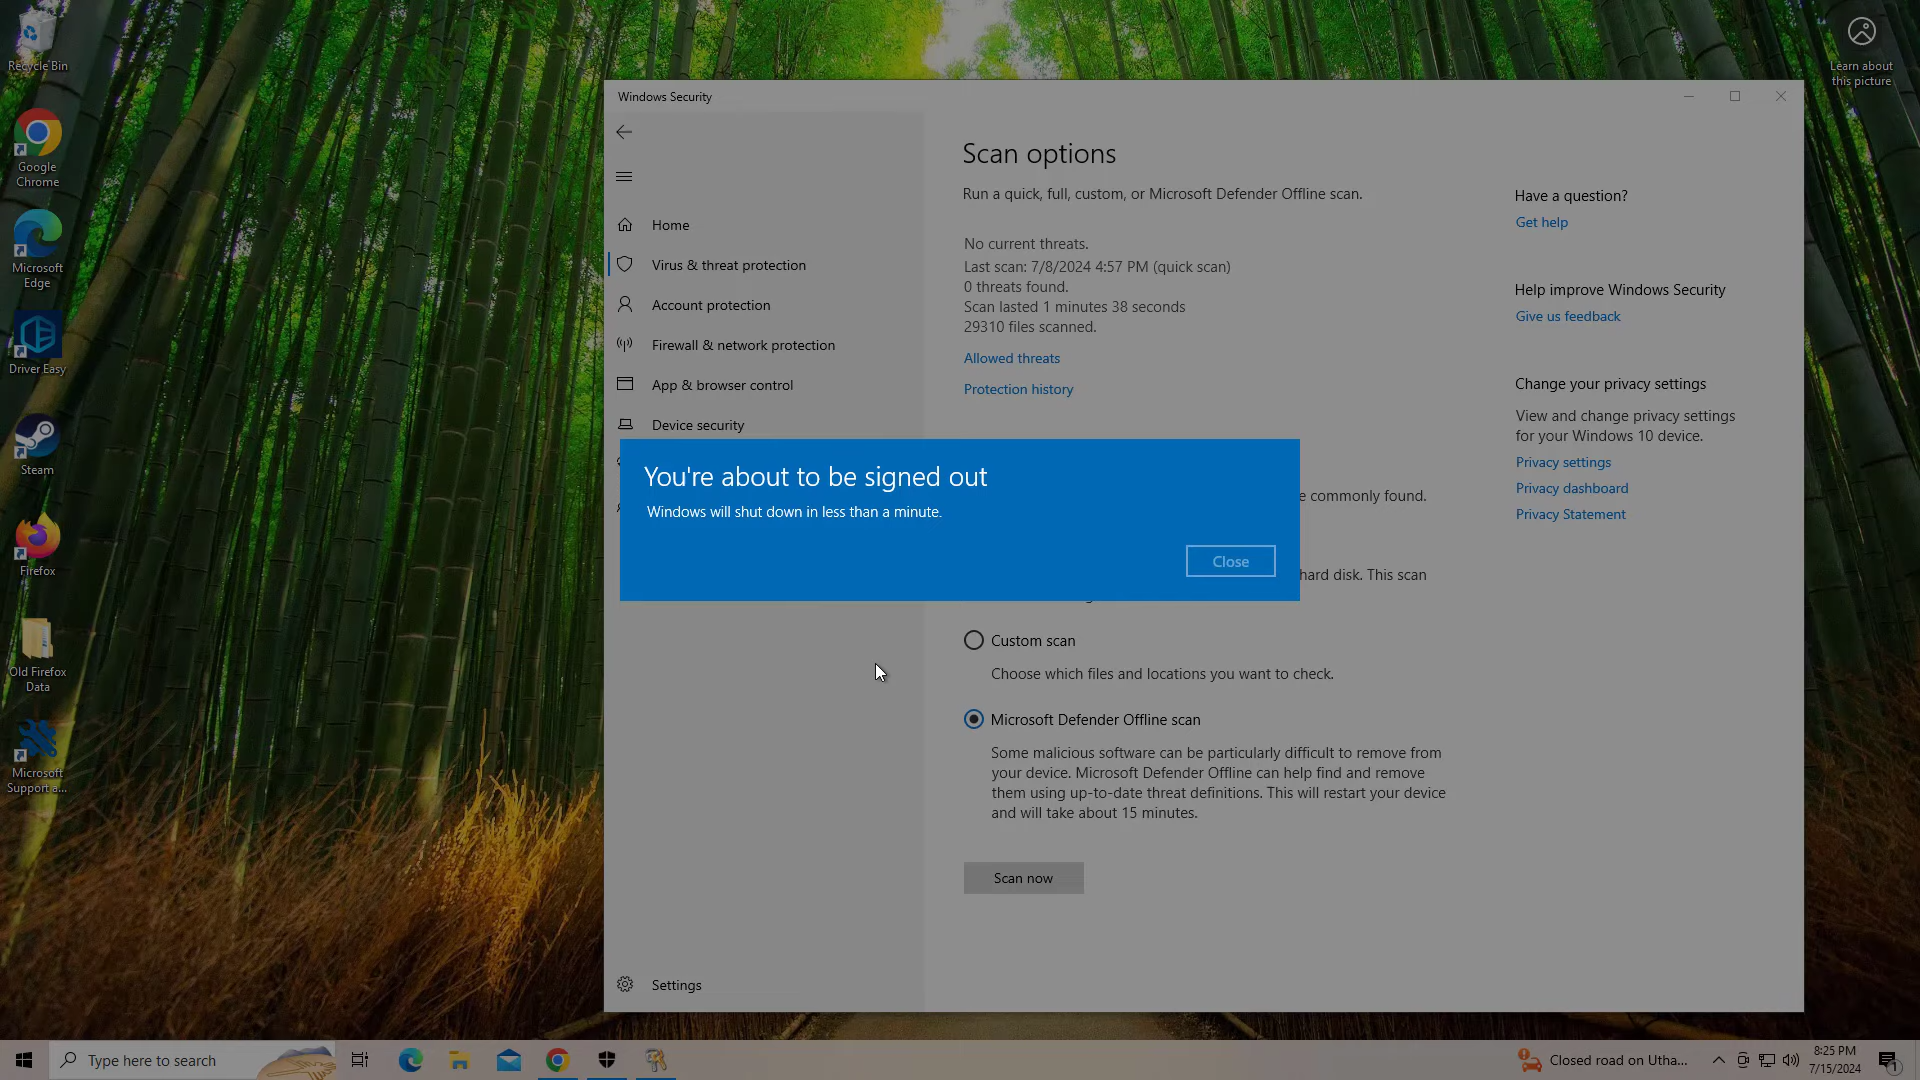 Recycle Bin
Google
Chrome
Microsoft
Edge
Driver Easy
Steam
Firefox
Old Firefox
Data
Microsoft
Support a...
Learn about
this picture
Windows Security
Home
Virus & threat protection
Account protection
Firewall & network protection
App & browser control
Device security
Settings
Scan options
Run a quick, full, custom, or Microsoft Defender Offline scan.
No current threats.
Last scan: 7/8/2024 4:57 PM (quick scan)
0 threats found.
Scan lasted 1 minutes 38 seconds
29310 files scanned.
Allowed threats
Protection history
You're about to be signed out
Windows will shut down in less than a minute.
Close
commonly found.
hard disk. This scan
Custom scan
Choose which files and locations you want to check.
Microsoft Defender Offline scan
Some malicious software can be particularly difficult to remove from
your device. Microsoft Defender Offline can help find and remove
them using up-to-date threat definitions. This will restart your device
and will take about 15 minutes.
Scan now
Have a question?
Get help
Help improve Windows Security
Give us feedback
Change your privacy settings
View and change privacy settings
for your Windows 10 device.
Privacy settings
Privacy dashboard
Privacy Statement
Type here to search
Closed road on Utha...
8:25 PM
7/15/2024
1